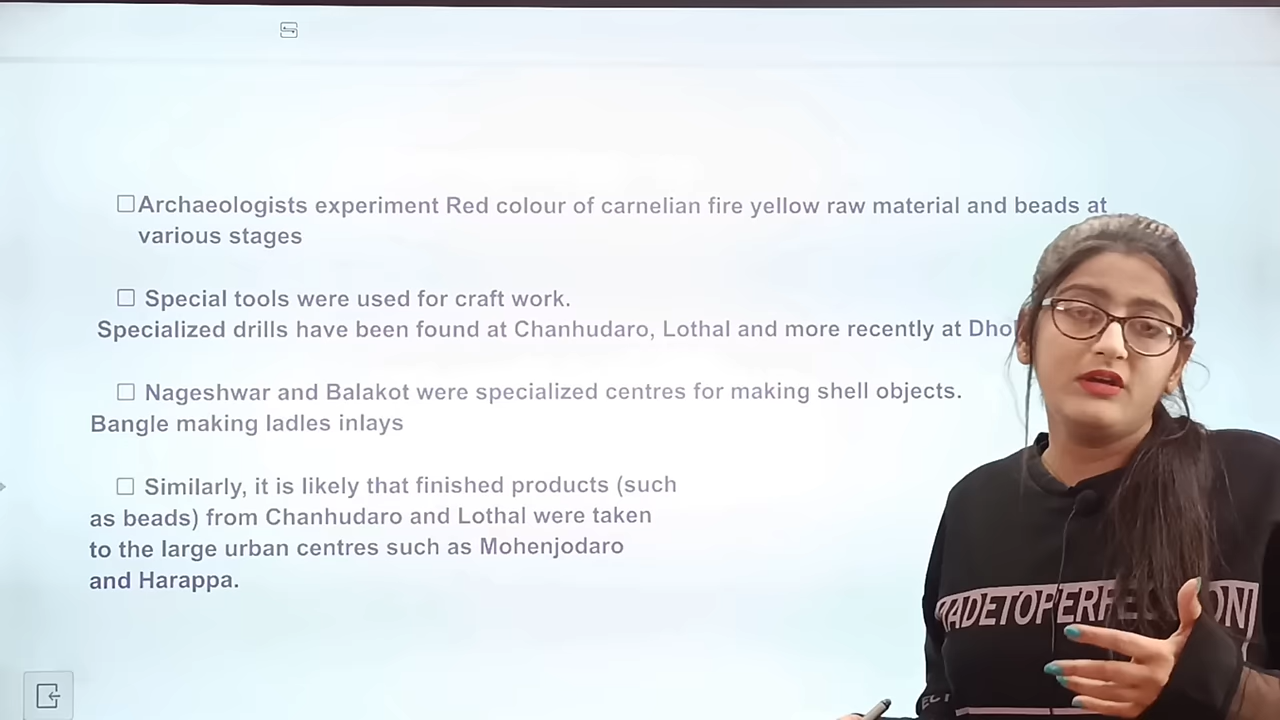 Archaeologists experiment Red colour of carnelian fire yellow raw material and beads at
various stages
Special tools were used for craft work.
Specialized drills have been found at Chanhudaro, Lothal and more recently at
Nageshwar and Balakot were specialized centres for making shell objects.
Bangle making ladles inlays
Similarly, it is likely that finished products (such
as beads) from Chanhudaro and Lothal were taken
to the large urban centres such as Mohenjodaro
and Harappa.